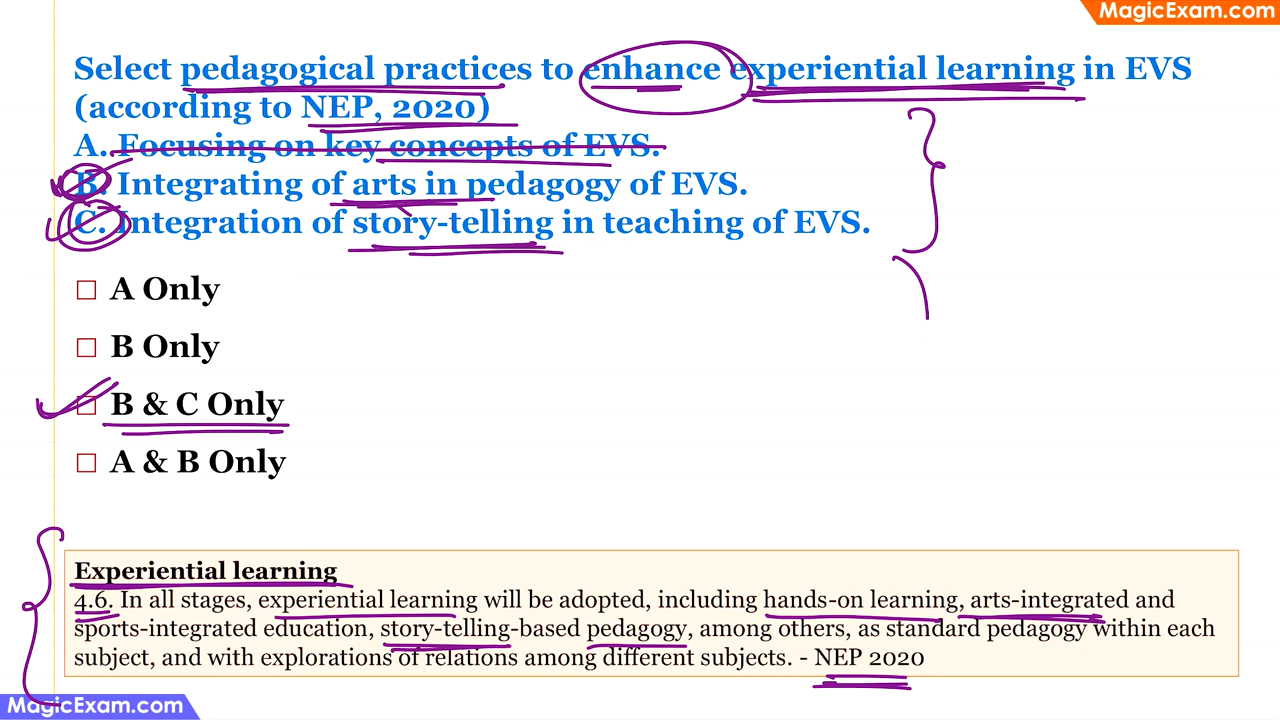 MagicExam.com
Select pedagogical practices to enhance experiential learning in EVS
(according to NEP, 2020)
A. Focusing on key concepts of EVS.
B. Integrating of arts in pedagogy of EVS.
C. Integration of story-telling in teaching of EVS.
A Only
B Only
B & C Only
A & B Only
Experiential learning
4.6. In all stages, experiential learning will be adopted, including hands-on learning, arts-integrated and
sports-integrated education, story-telling-based pedagogy, among others, as standard pedagogy within each
subject, and with explorations of relations among different subjects. - NEP 2020
MagicExam.com